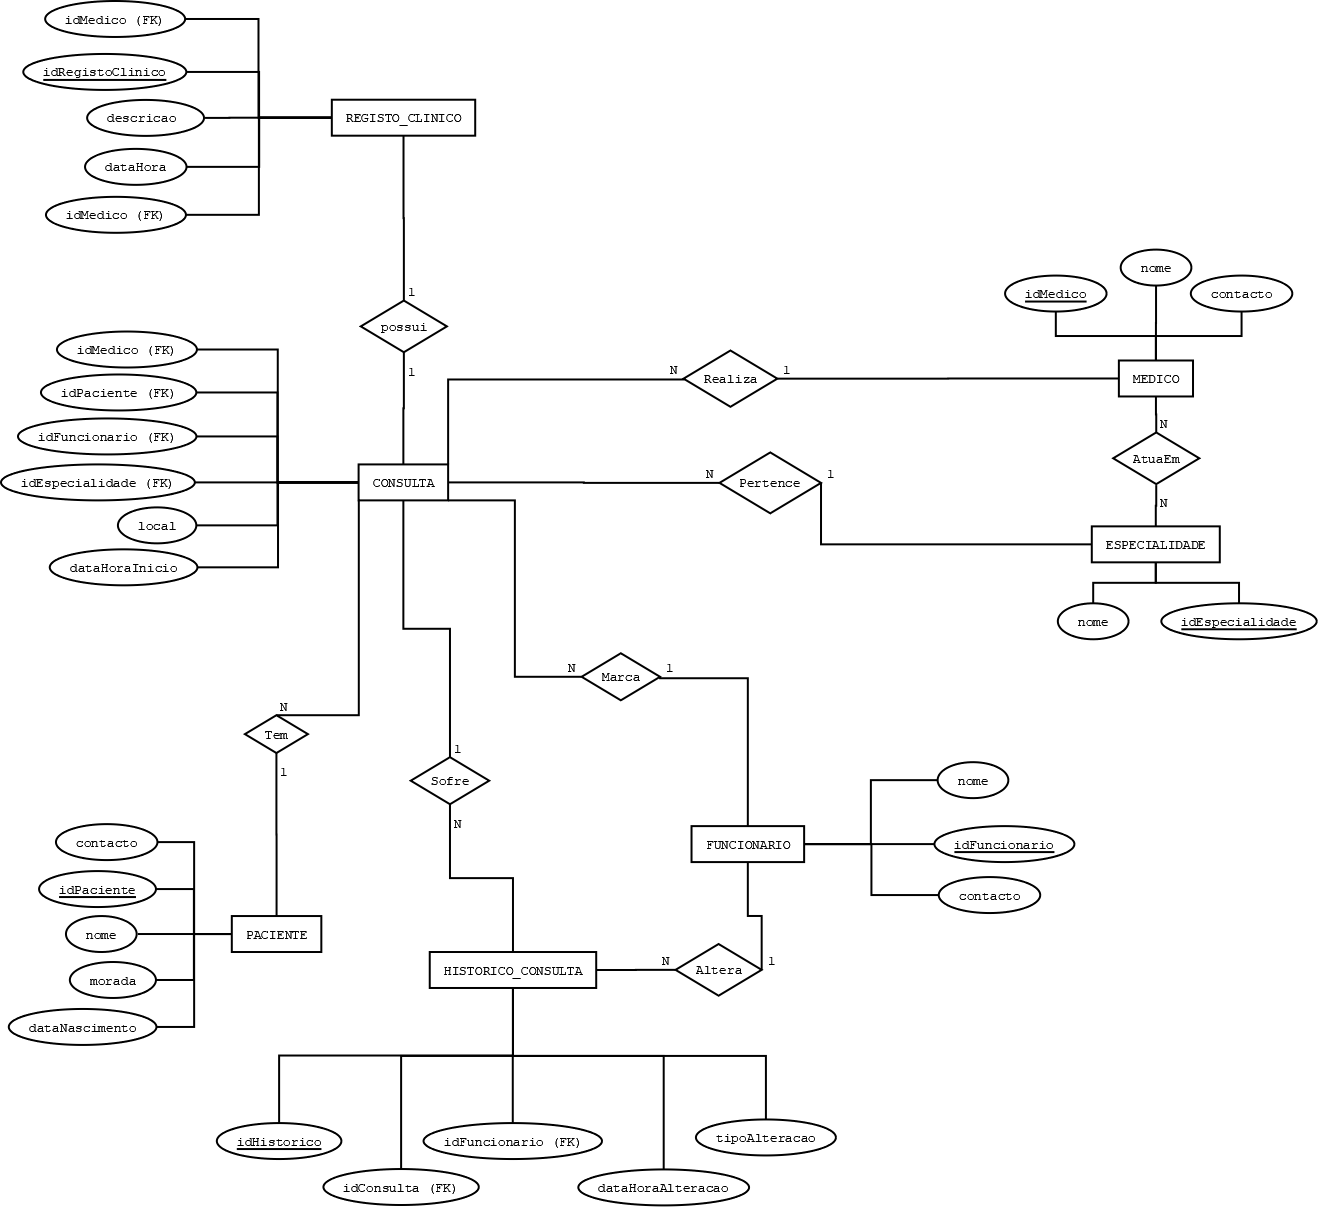 idMedico (FK)
idRegistoClinico
descricao
dataHora
idMedico (FK)
REGISTO_CLINICO
1
possui
1
idMedico (FK)
idPaciente (FK)
idFuncionario (FK)
idEspecialidade (FK)
local
dataHoraInicio
CONSULTA
N
Realiza
1
N
Pertence
1
idMedico
nome
contacto
MEDICO
N
AtuaEm
N
ESPECIALIDADE
nome
idEspecialidade
N
Marca
1
N
Tem
1
1
Sofre
N
nome
FUNCIONARIO
idFuncionario
contacto
contacto
idPaciente
nome
morada
dataNascimento
PACIENTE
HISTORICO_CONSULTA
N
Altera
1
idHistorico
idConsulta (FK)
idFuncionario (FK)
dataHoraAlteracao
tipoAlteracao